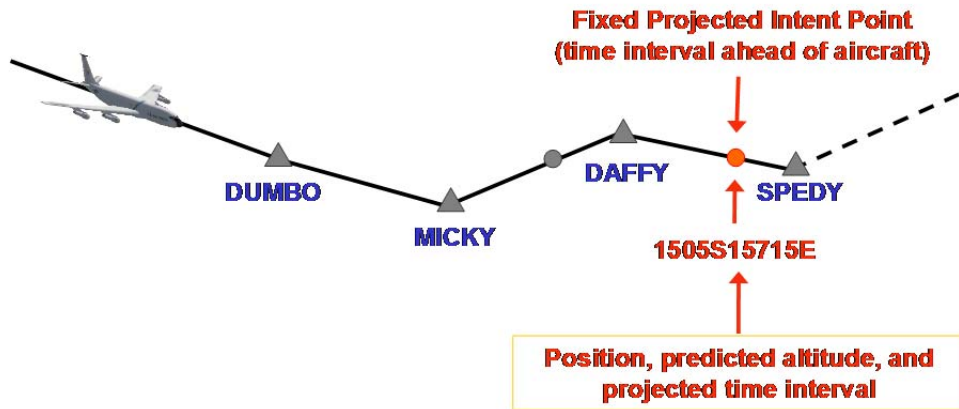 Fixed Projected Intent Point
(time interval ahead of aircraft)
DUMBO
MICKY
DAFFY
SPEDY
1505S15715E
Position, predicted altitude, and
projected time interval